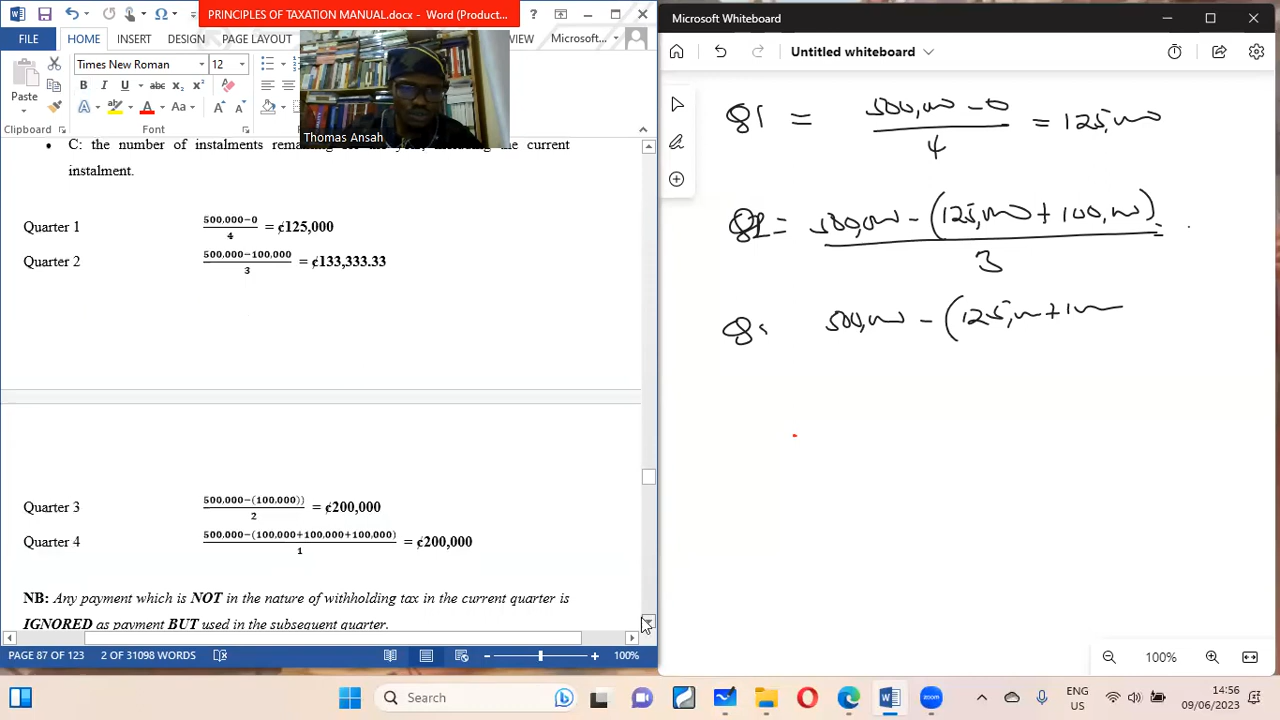 PRINCIPLES OF TAXATION MANUAL.docx - Word (Product...
FILE HOME INSERT DESIGN PAGE LAYOUT VIEW Microsoft...
Times New Roman 12
Paste
Clipboard Font
Thomas Ansah
C: the number of instalments remaining for the year, including the current
instalment.
Quarter 1 500,000−0 / 4 = ¢125,000
Quarter 2 500,000−100,000 / 3 = ¢133,333.33
Quarter 3 500,000−(100,000)) / 2 = ¢200,000
Quarter 4 500,000−(100,000+100,000+100,000) / 1 = ¢200,000
NB: Any payment which is NOT in the nature of withholding tax in the current quarter is
IGNORED as payment BUT used in the subsequent quarter.
PAGE 87 OF 123 2 OF 31098 WORDS 100%
Microsoft Whiteboard
Untitled whiteboard
Q1 = 500,000 - 0 / 4 = 125,000
= 500,000 - (125,000 + 100,000) / 3 =
500,000 - (125,000 +
100%
Search
ENG
UK
14:56
09/06/2023